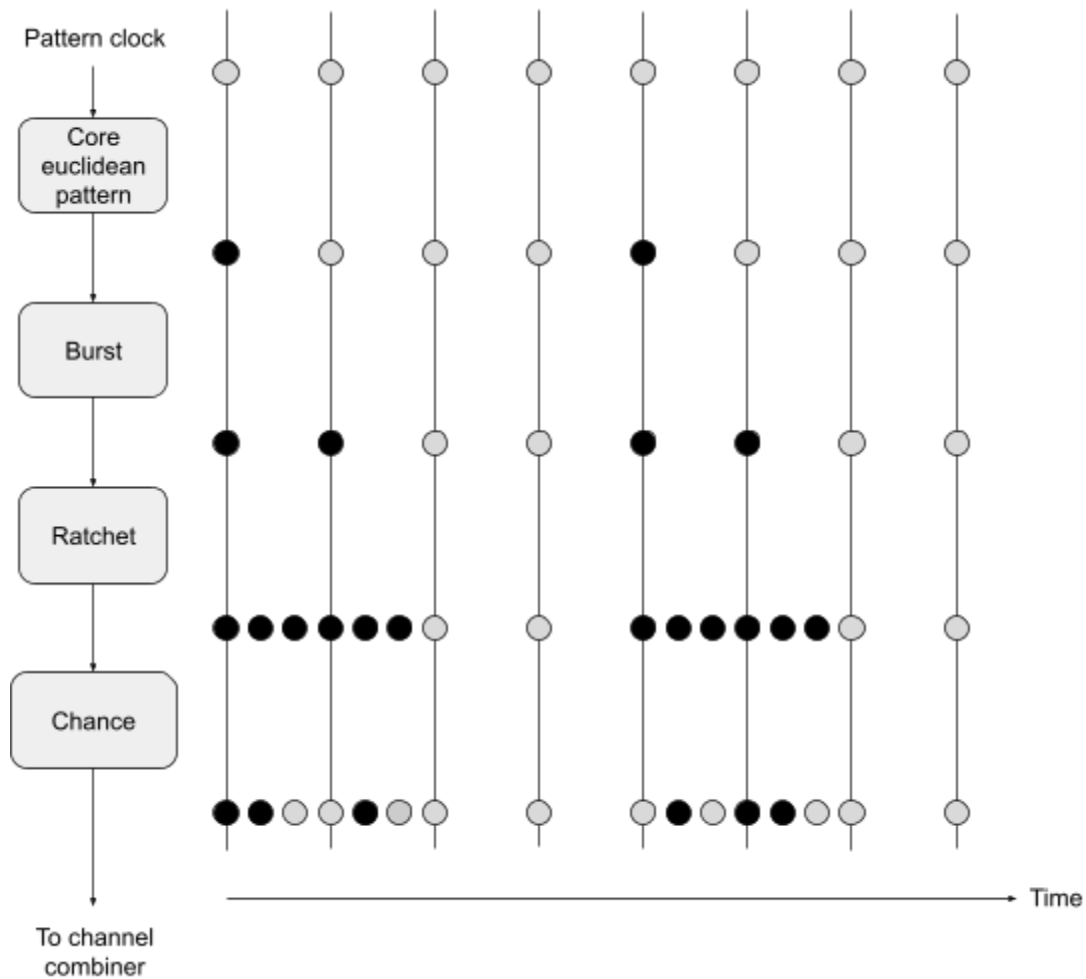 Pattern clock
Core
euclidean
pattern
Burst
Ratchet
Chance
Time
To channel
combiner